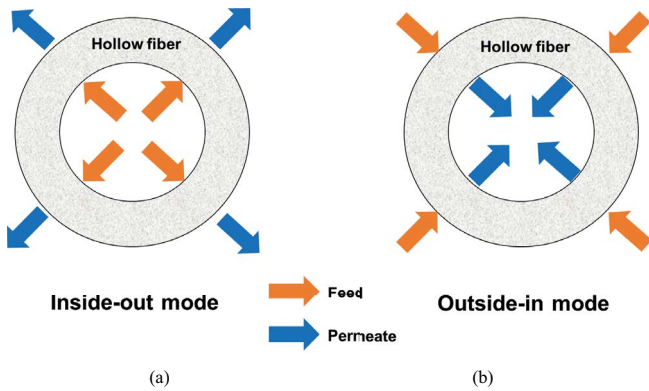 Hollow fiber
Hollow fiber
Inside-out mode
Feed
Permeate
Outside-in mode
(a)
(b)